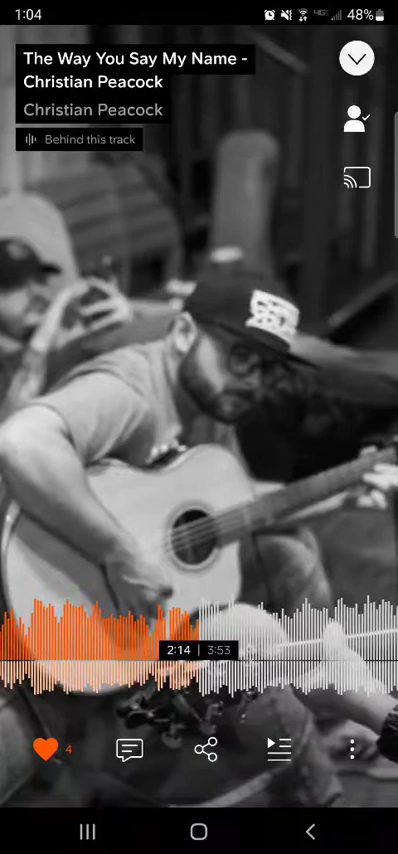 1:04
48%
The Way You Say My Name -
Christian Peacock
Christian Peacock
Behind this track
2:14 | 3:53
4